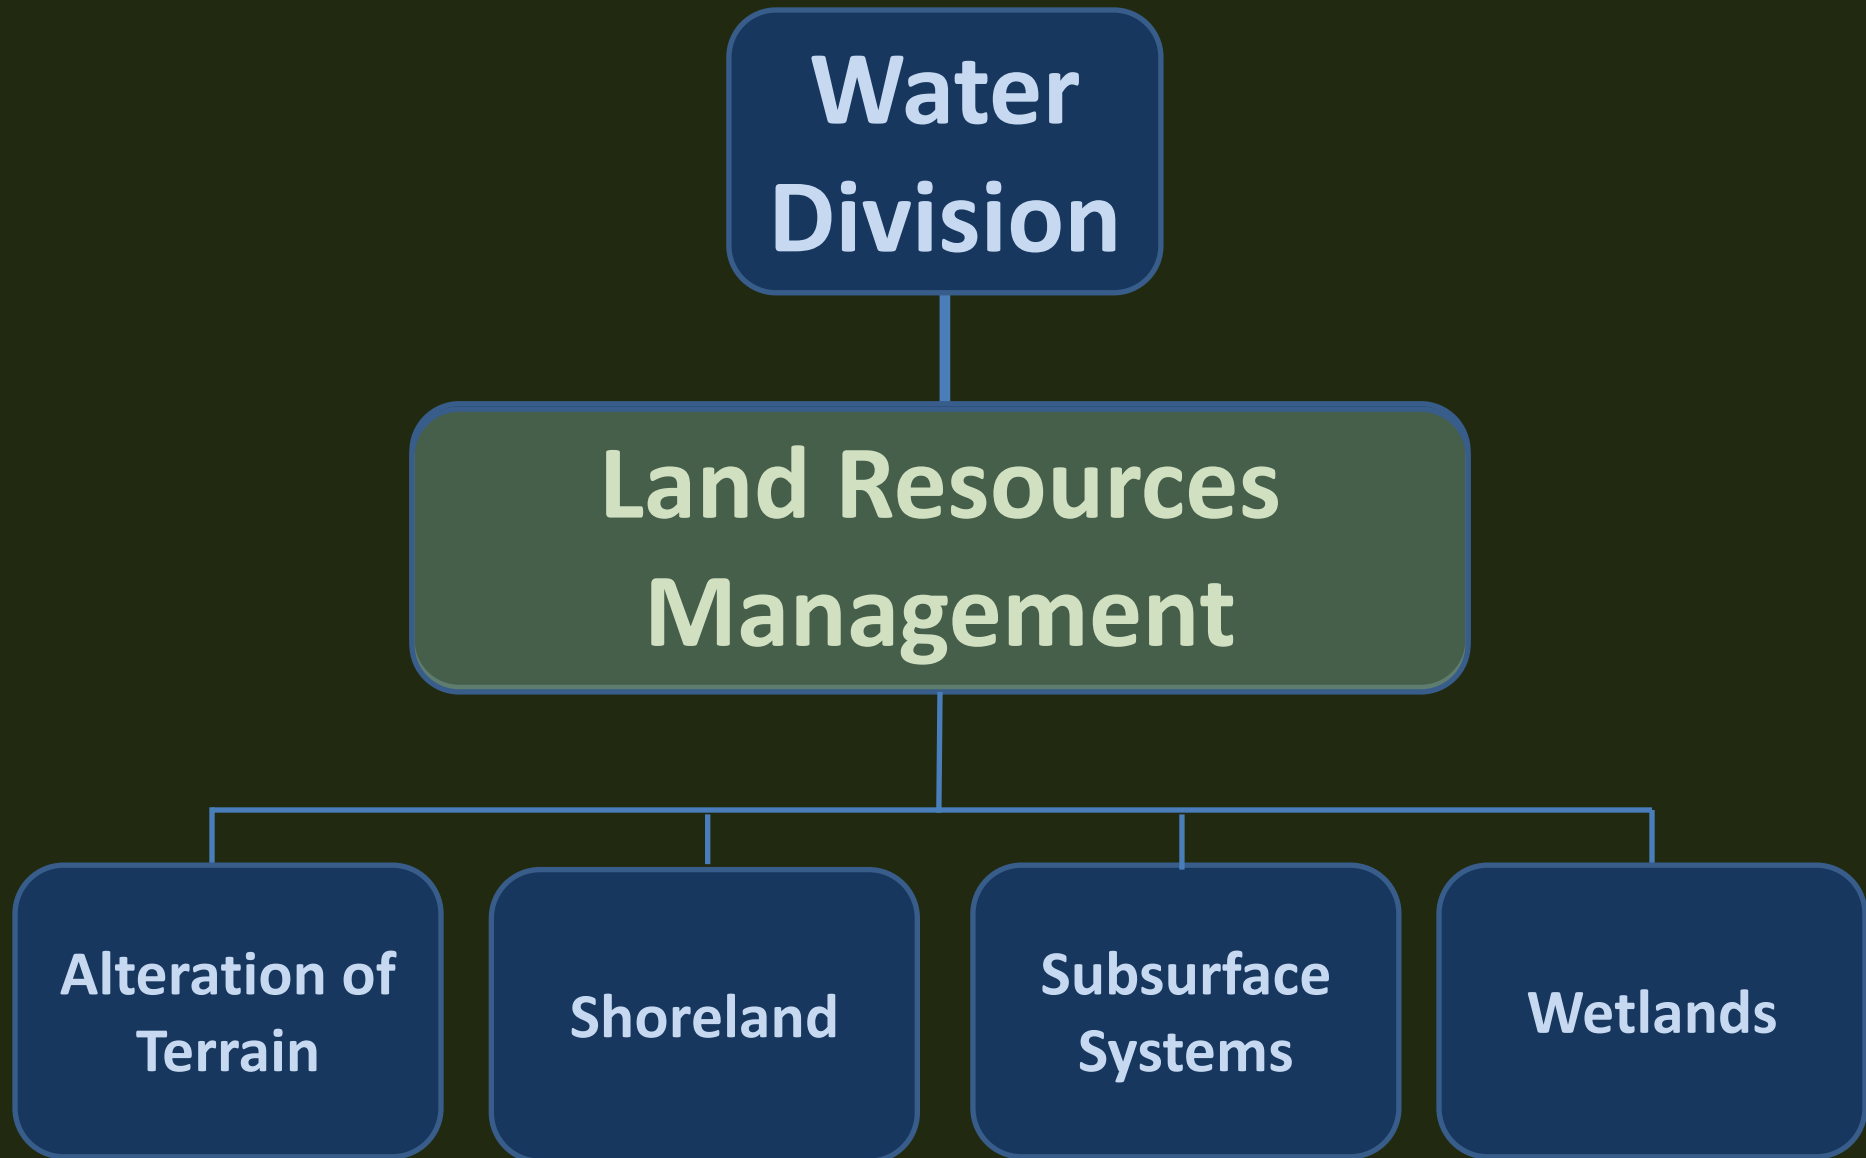 Water
Division
Land Resources
Management
Alteration of
Terrain
Shoreland
Subsurface
Systems
Wetlands